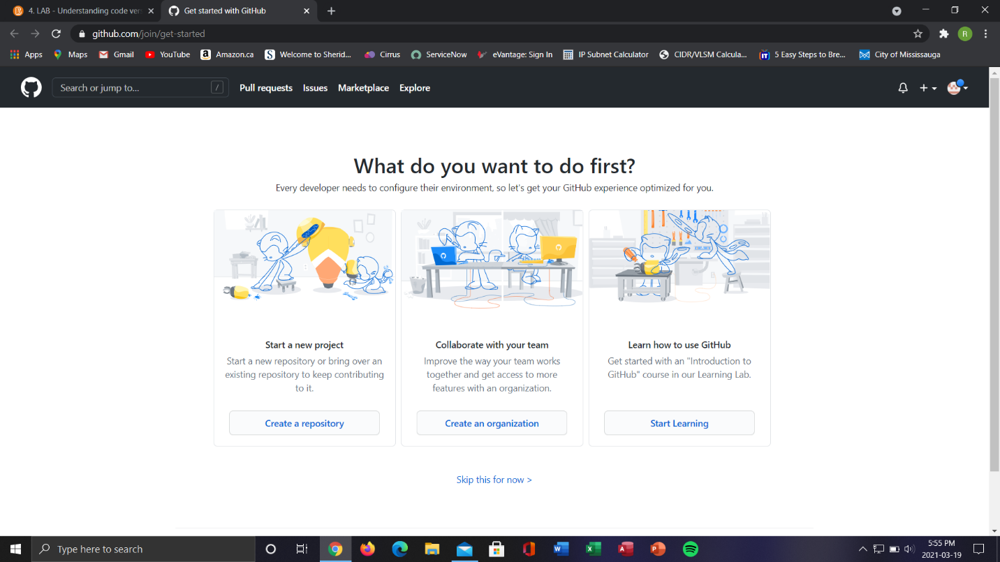 4. LAB - Understanding code ver
Get started with GitHub
github.com/join/get-started
R
Apps
Maps
Gmail
YouTube
Amazon.ca
Welcome to Sherid...
Cirrus
ServiceNow
eVantage: Sign In
IP Subnet Calculator
CIDR/VLSM Calcula...
5 Easy Steps to Bre...
City of Mississauga
Search or jump to...
/
Pull requests
Issues
Marketplace
Explore
What do you want to do first?
Every developer needs to configure their environment, so let's get your GitHub experience optimized for you.
Start a new project
Start a new repository or bring over an
existing repository to keep contributing
to it.
Create a repository
Collaborate with your team
Improve the way your team works
together and get access to more
features with an organization.
Create an organization
Learn how to use GitHub
Get started with an "Introduction to
GitHub" course in our Learning Lab.
Start Learning
Skip this for now >
Type here to search
5:55 PM
2021-03-19